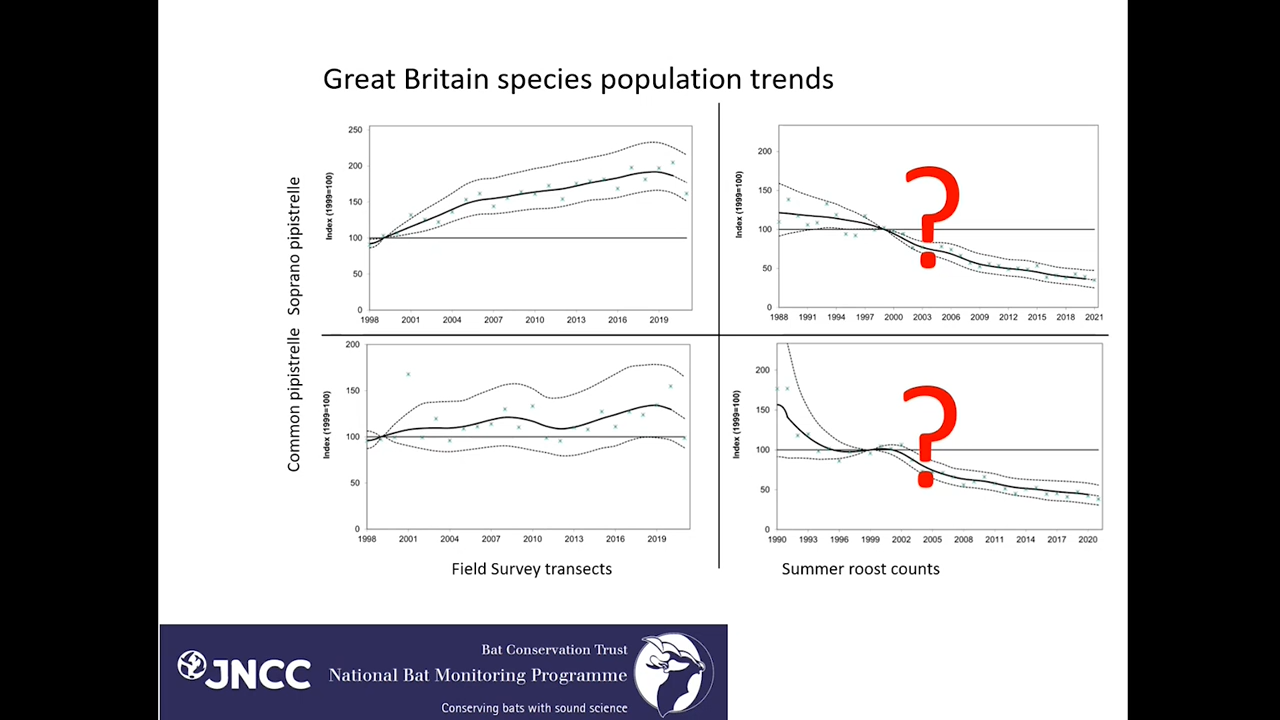 Great Britain species population trends
Soprano pipistrelle
Common pipistrelle
Index (1999=100)
250
200
150
100
50
0
1998 2001 2004 2007 2010 2013 2016 2019
Index (1999=100)
200
150
100
50
0
1988 1991 1994 1997 2000 2003 2006 2009 2012 2015 2018 2021
?
Index (1999=100)
200
150
100
50
0
1998 2001 2004 2007 2010 2013 2016 2019
Index (1999=100)
200
150
100
50
0
1990 1993 1996 1999 2002 2005 2008 2011 2014 2017 2020
?
Field Survey transects
Summer roost counts
JNCC
Bat Conservation Trust
National Bat Monitoring Programme
Conserving bats with sound science